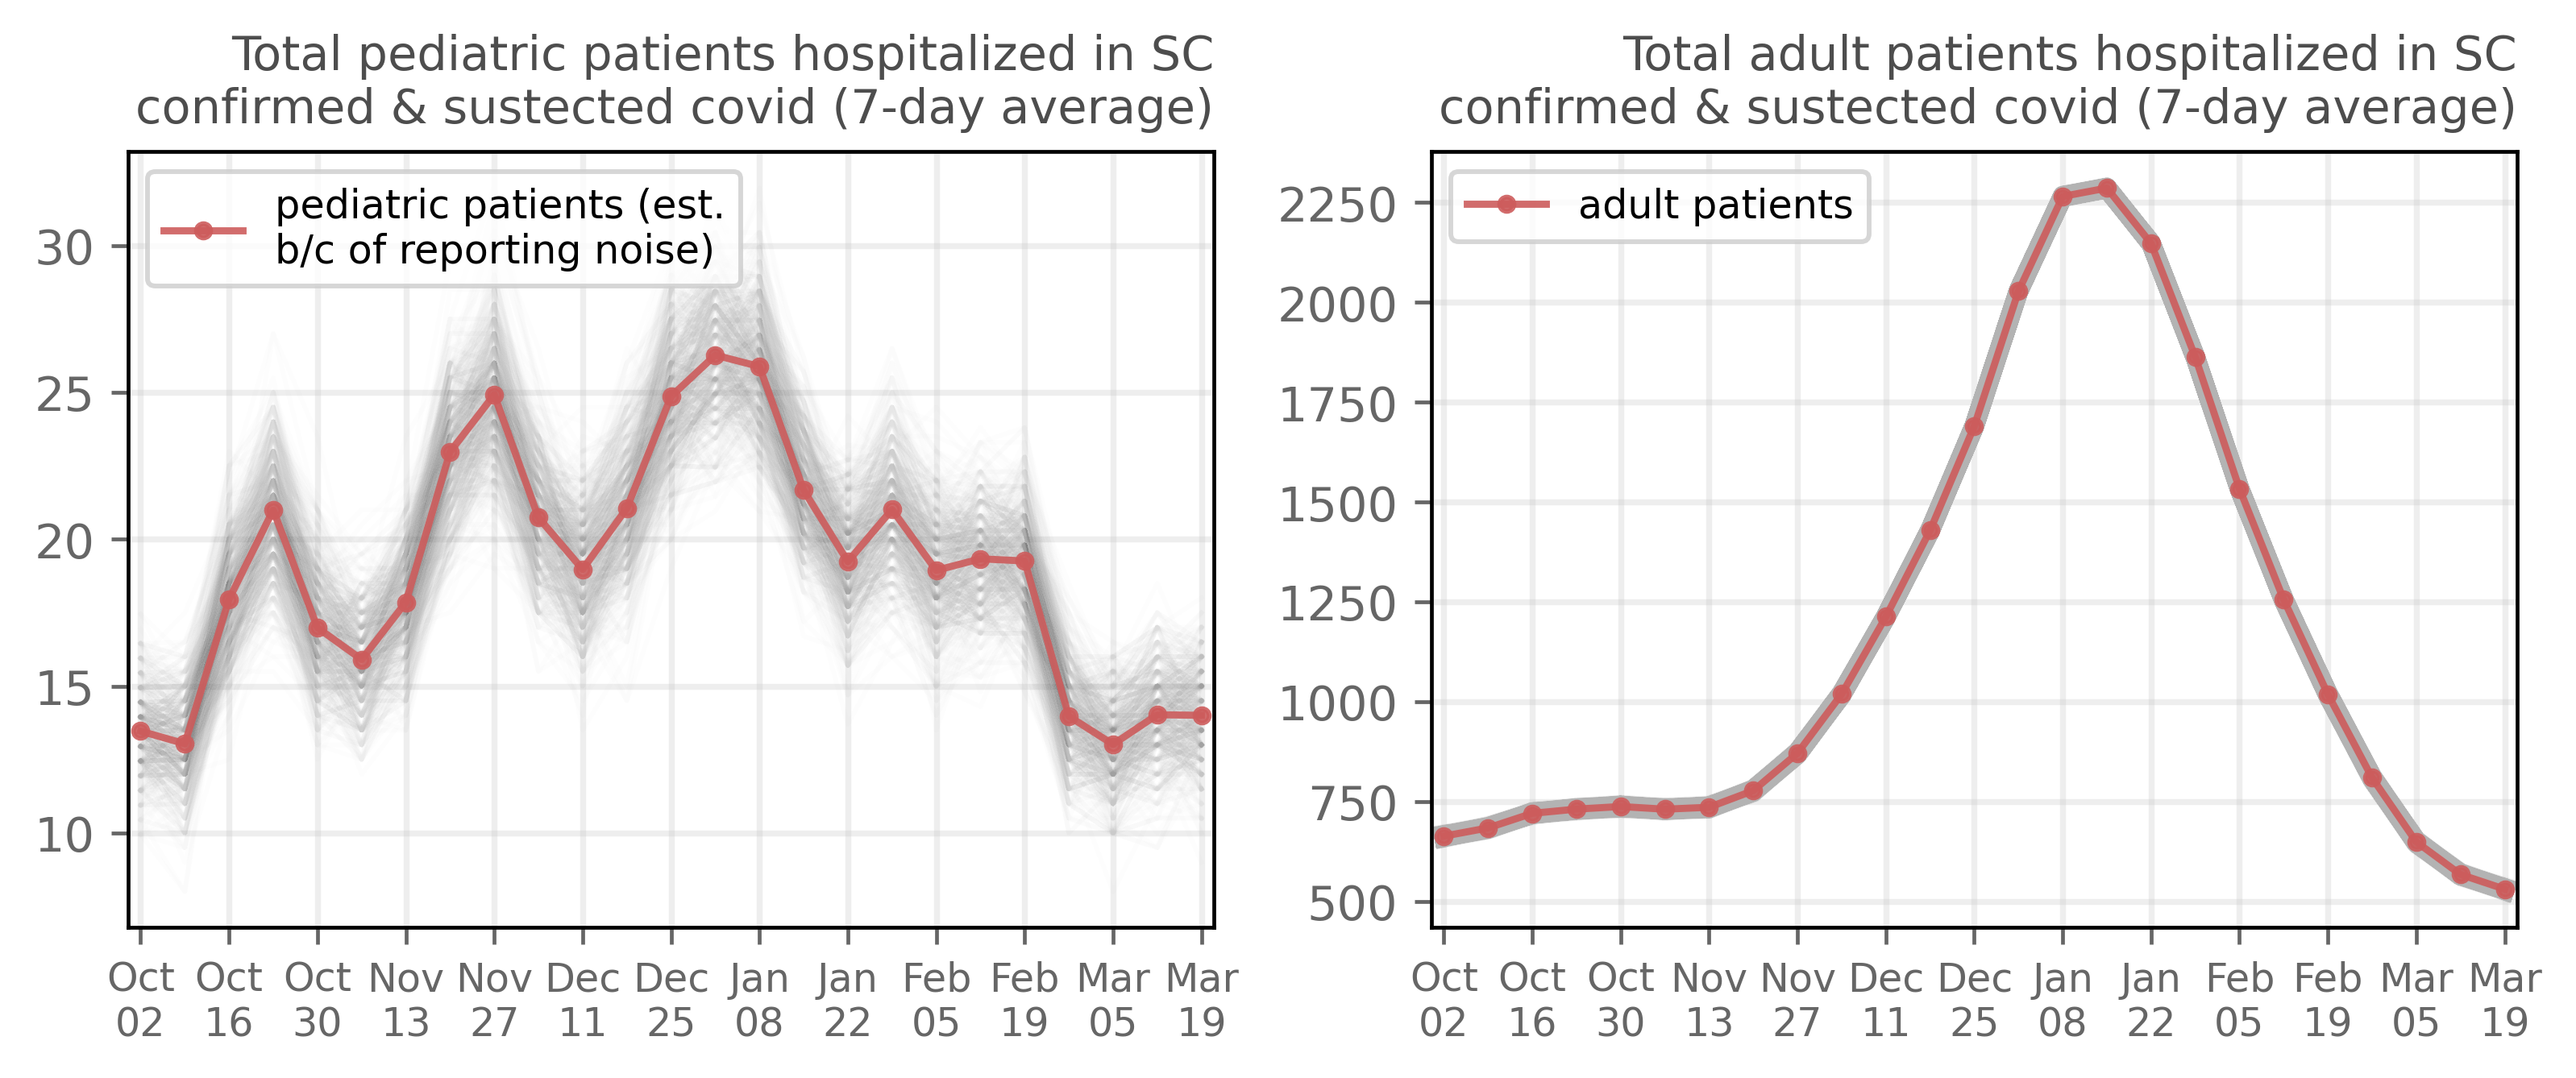 Total pediatric patients hospitalized in SC
confirmed & sustected covid (7-day average)
pediatric patients (est.
b/c of reporting noise)
30
25
20
15
10
Oct Oct Oct Nov Nov Dec Dec Jan Jan Feb Feb Mar Mar
02 16 30 13 27 11 25 08 22 05 19 05 19
Total adult patients hospitalized in SC
confirmed & sustected covid (7-day average)
adult patients
2250
2000
1750
1500
1250
1000
750
500
Oct Oct Oct Nov Nov Dec Dec Jan Jan Feb Feb Mar Mar
02 16 30 13 27 11 25 08 22 05 19 05 19